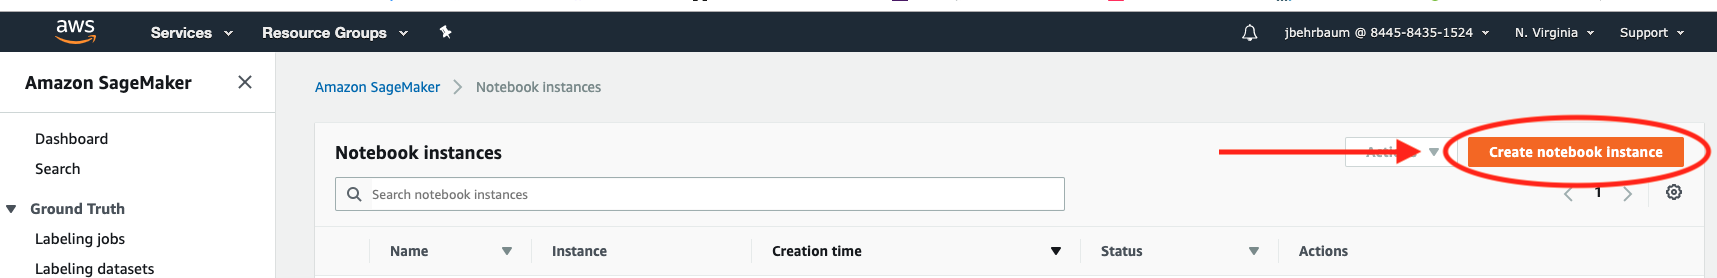 aws
Services
Resource Groups
jbehrbaum @ 8445-8435-1524
N. Virginia
Support
Amazon SageMaker
Amazon SageMaker
Notebook instances
Dashboard
Search
Ground Truth
Labeling jobs
Labeling datasets
Notebook instances
Actions
Create notebook instance
Search notebook instances
1
Name
Instance
Creation time
Status
Actions